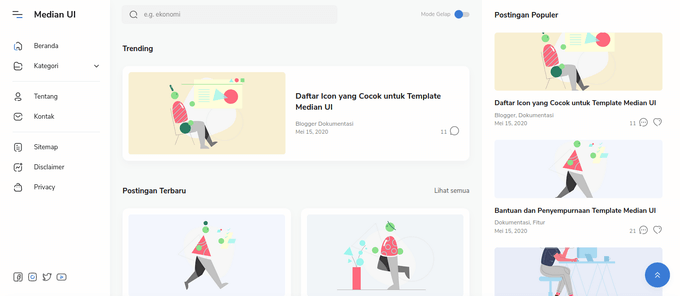 Median UI
Beranda
Kategori
Tentang
Kontak
Sitemap
Disclaimer
Privacy
e.g. ekonomi
Mode Gelap
Trending
Daftar Icon yang Cocok untuk Template
Median UI
Blogger Dokumentasi
Mei 15, 2020
11
Postingan Terbaru
Lihat semua
Postingan Populer
Daftar Icon yang Cocok untuk Template Median UI
Blogger, Dokumentasi
Mei 15, 2020
11
Bantuan dan Penyempurnaan Template Median UI
Dokumentasi, Fitur
Mei 15, 2020
21